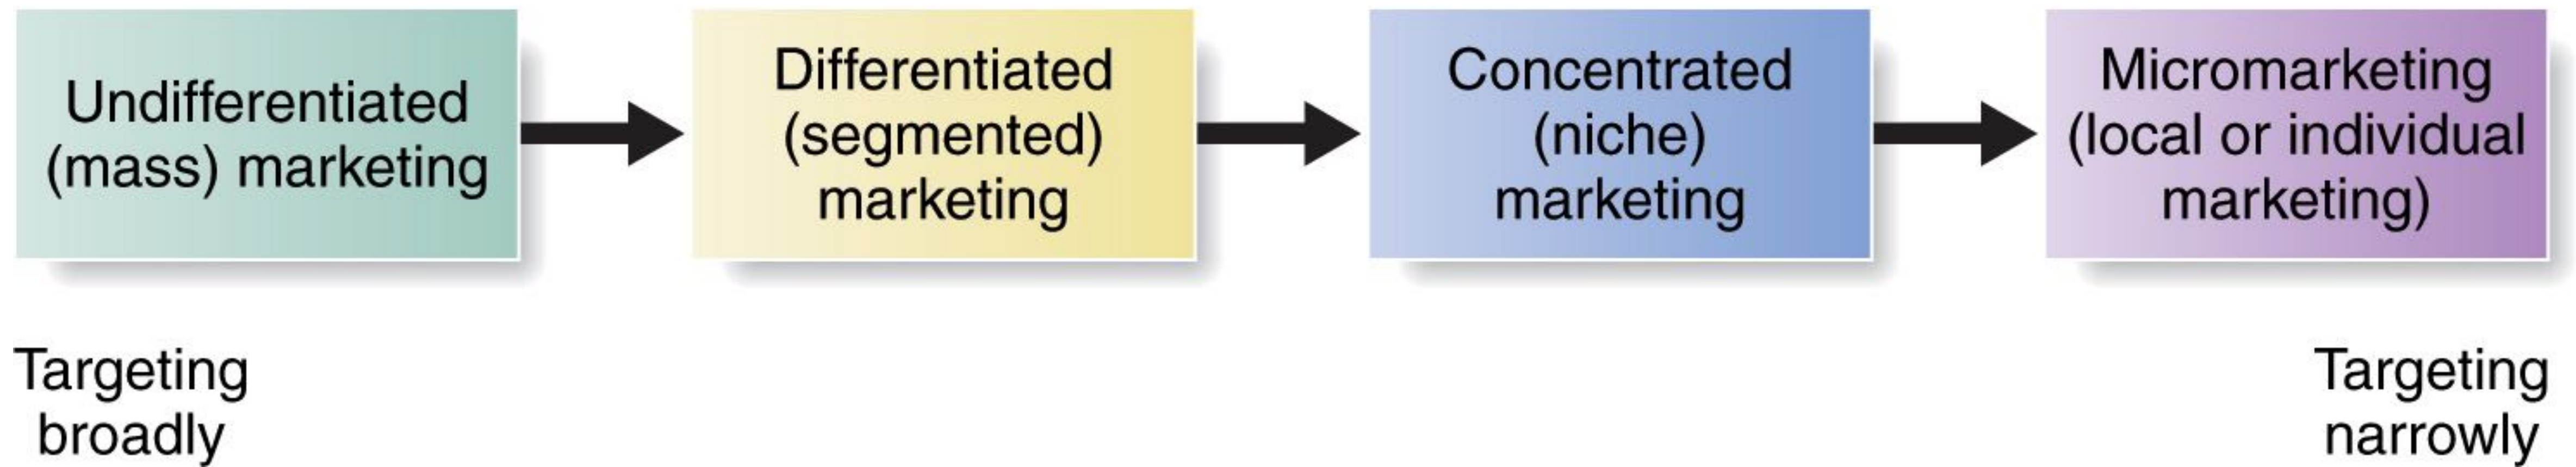 Undifferentiated
(mass) marketing
Differentiated
(segmented)
marketing
Concentrated
(niche)
marketing
Micromarketing
(local or individual
marketing)
Targeting
broadly
Targeting
narrowly